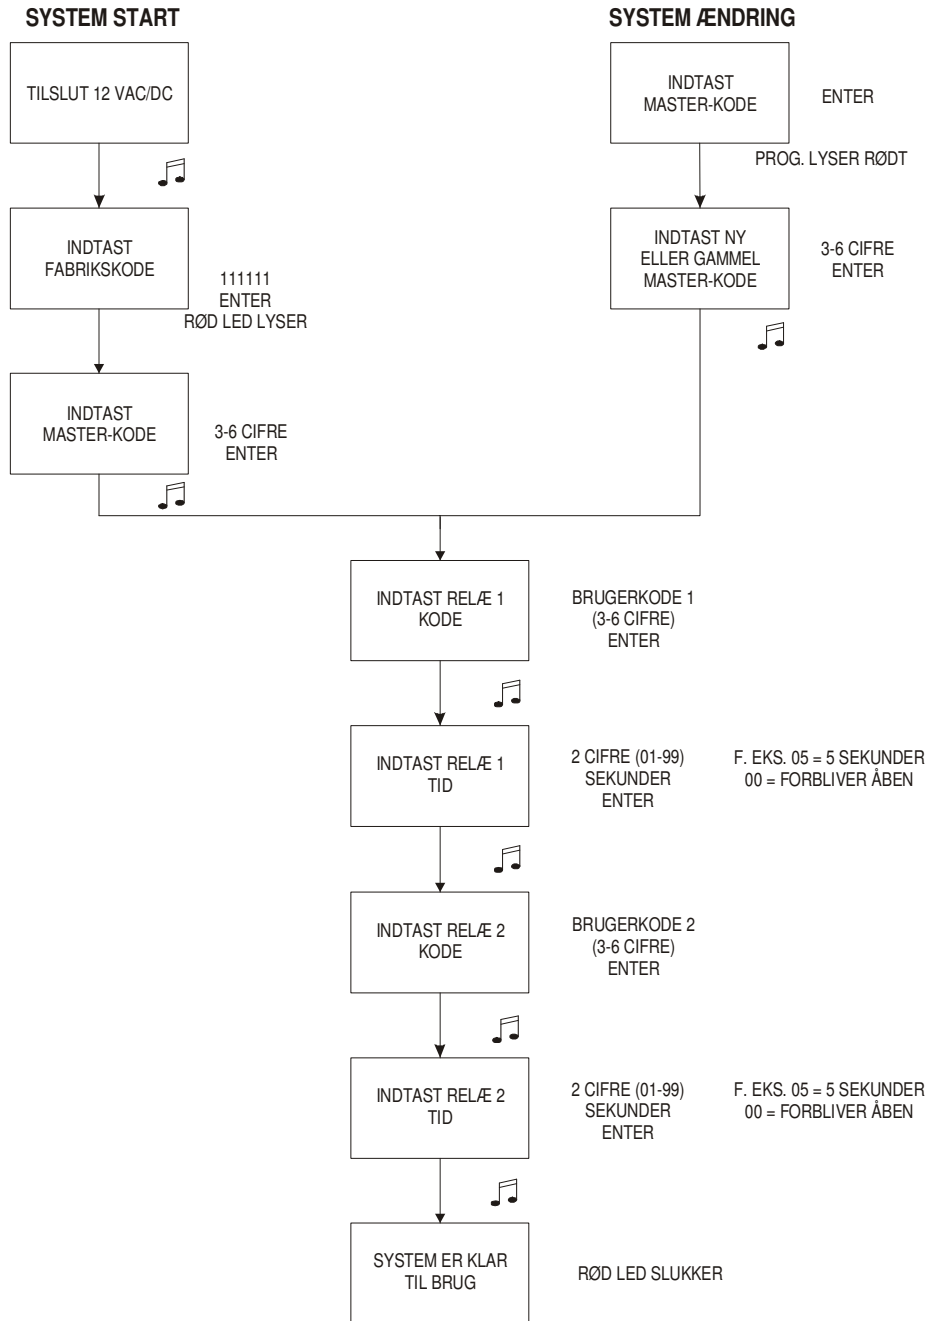 SYSTEM START
TILSLUT 12 VAC/DC
INDTAST
FABRIKSKODE
111111
ENTER
RØD LED LYSER
INDTAST
MASTER-KODE
3-6 CIFRE
ENTER
SYSTEM ÆNDRING
INDTAST
MASTER-KODE
ENTER
PROG. LYSER RØDT
INDTAST NY
ELLER GAMMEL
MASTER-KODE
3-6 CIFRE
ENTER
INDTAST RELÆ 1
KODE
BRUGERKODE 1
(3-6 CIFRE)
ENTER
INDTAST RELÆ 1
TID
2 CIFRE (01-99)
SEKUNDER
ENTER
F. EKS. 05 = 5 SEKUNDER
00 = FORBLIVER ÅBEN
INDTAST RELÆ 2
KODE
BRUGERKODE 2
(3-6 CIFRE)
ENTER
INDTAST RELÆ 2
TID
2 CIFRE (01-99)
SEKUNDER
ENTER
F. EKS. 05 = 5 SEKUNDER
00 = FORBLIVER ÅBEN
SYSTEM ER KLAR
TIL BRUG
RØD LED SLUKKER